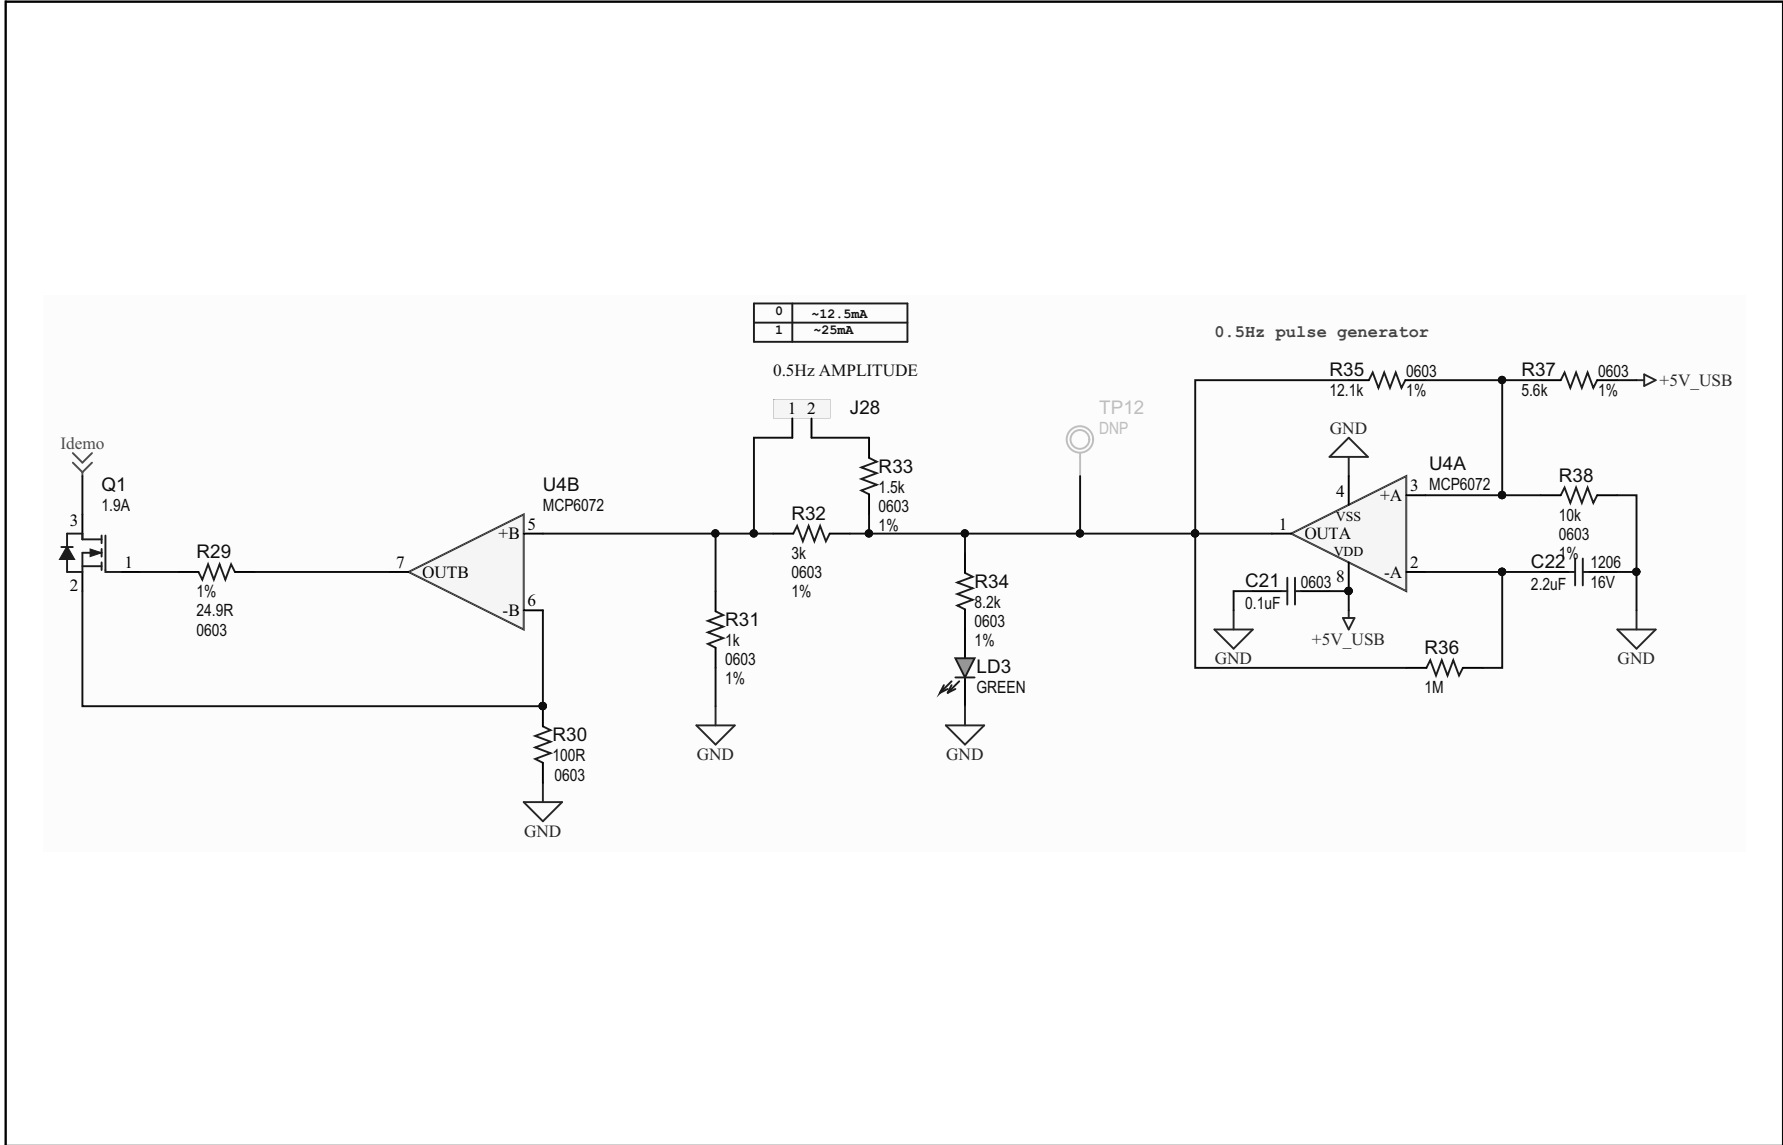 0 ~12.5mA
1 ~25mA
0.5Hz AMPLITUDE
1 2
J28
0.5Hz pulse generator
R35
12.1k
0603
1%
R37
5.6k
0603
1%
+5V_USB
TP12
DNP
GND
Idemo
Q1
1.9A
3
1
2
R29
1%
24.9R
0603
U4B
MCP6072
7
OUTB
+B
5
-B
6
R30
100R
0603
GND
R33
1.5k
0603
1%
R32
3k
0603
1%
R31
1k
0603
1%
GND
R34
8.2k
0603
1%
LD3
GREEN
GND
U4A
MCP6072
4
VSS
+A
3
1
OUTA
VDD
8
-A
2
R38
10k
0603
1%
C22
2.2uF
1206
16V
C21
0.1uF
0603
GND
+5V_USB
R36
1M
GND